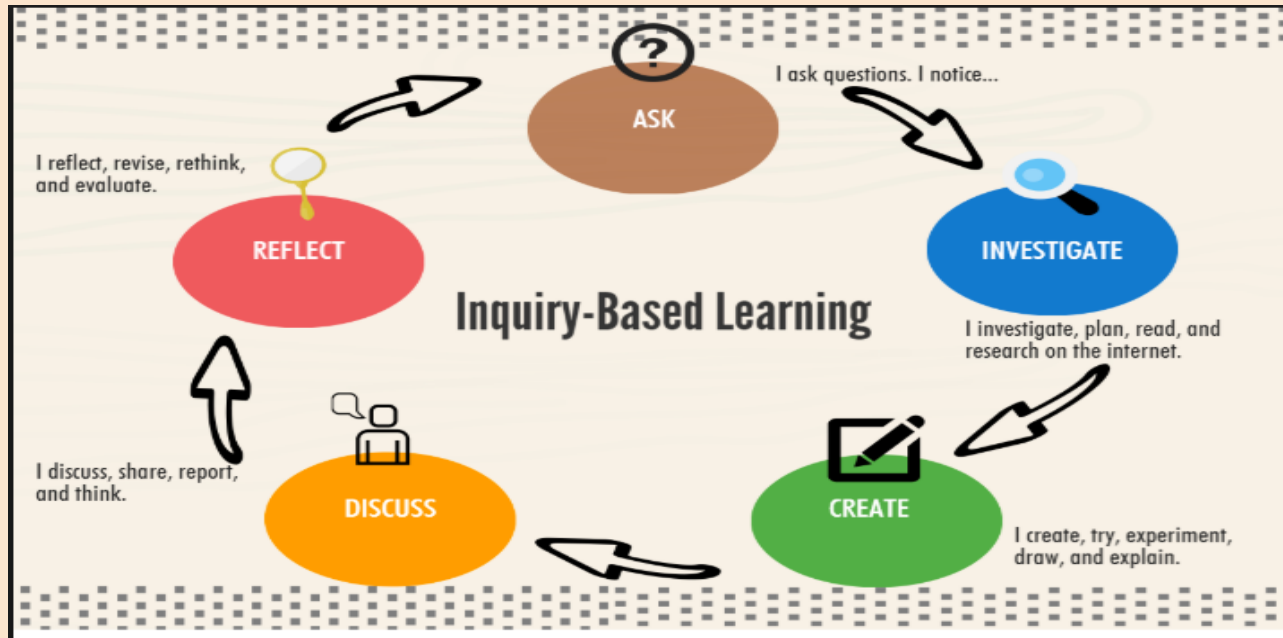 ?
ASK
I ask questions. I notice...
INVESTIGATE
I investigate, plan, read, and
research on the internet.
CREATE
I create, try, experiment,
draw, and explain.
DISCUSS
I discuss, share, report,
and think.
REFLECT
I reflect, revise, rethink,
and evaluate.
Inquiry-Based Learning